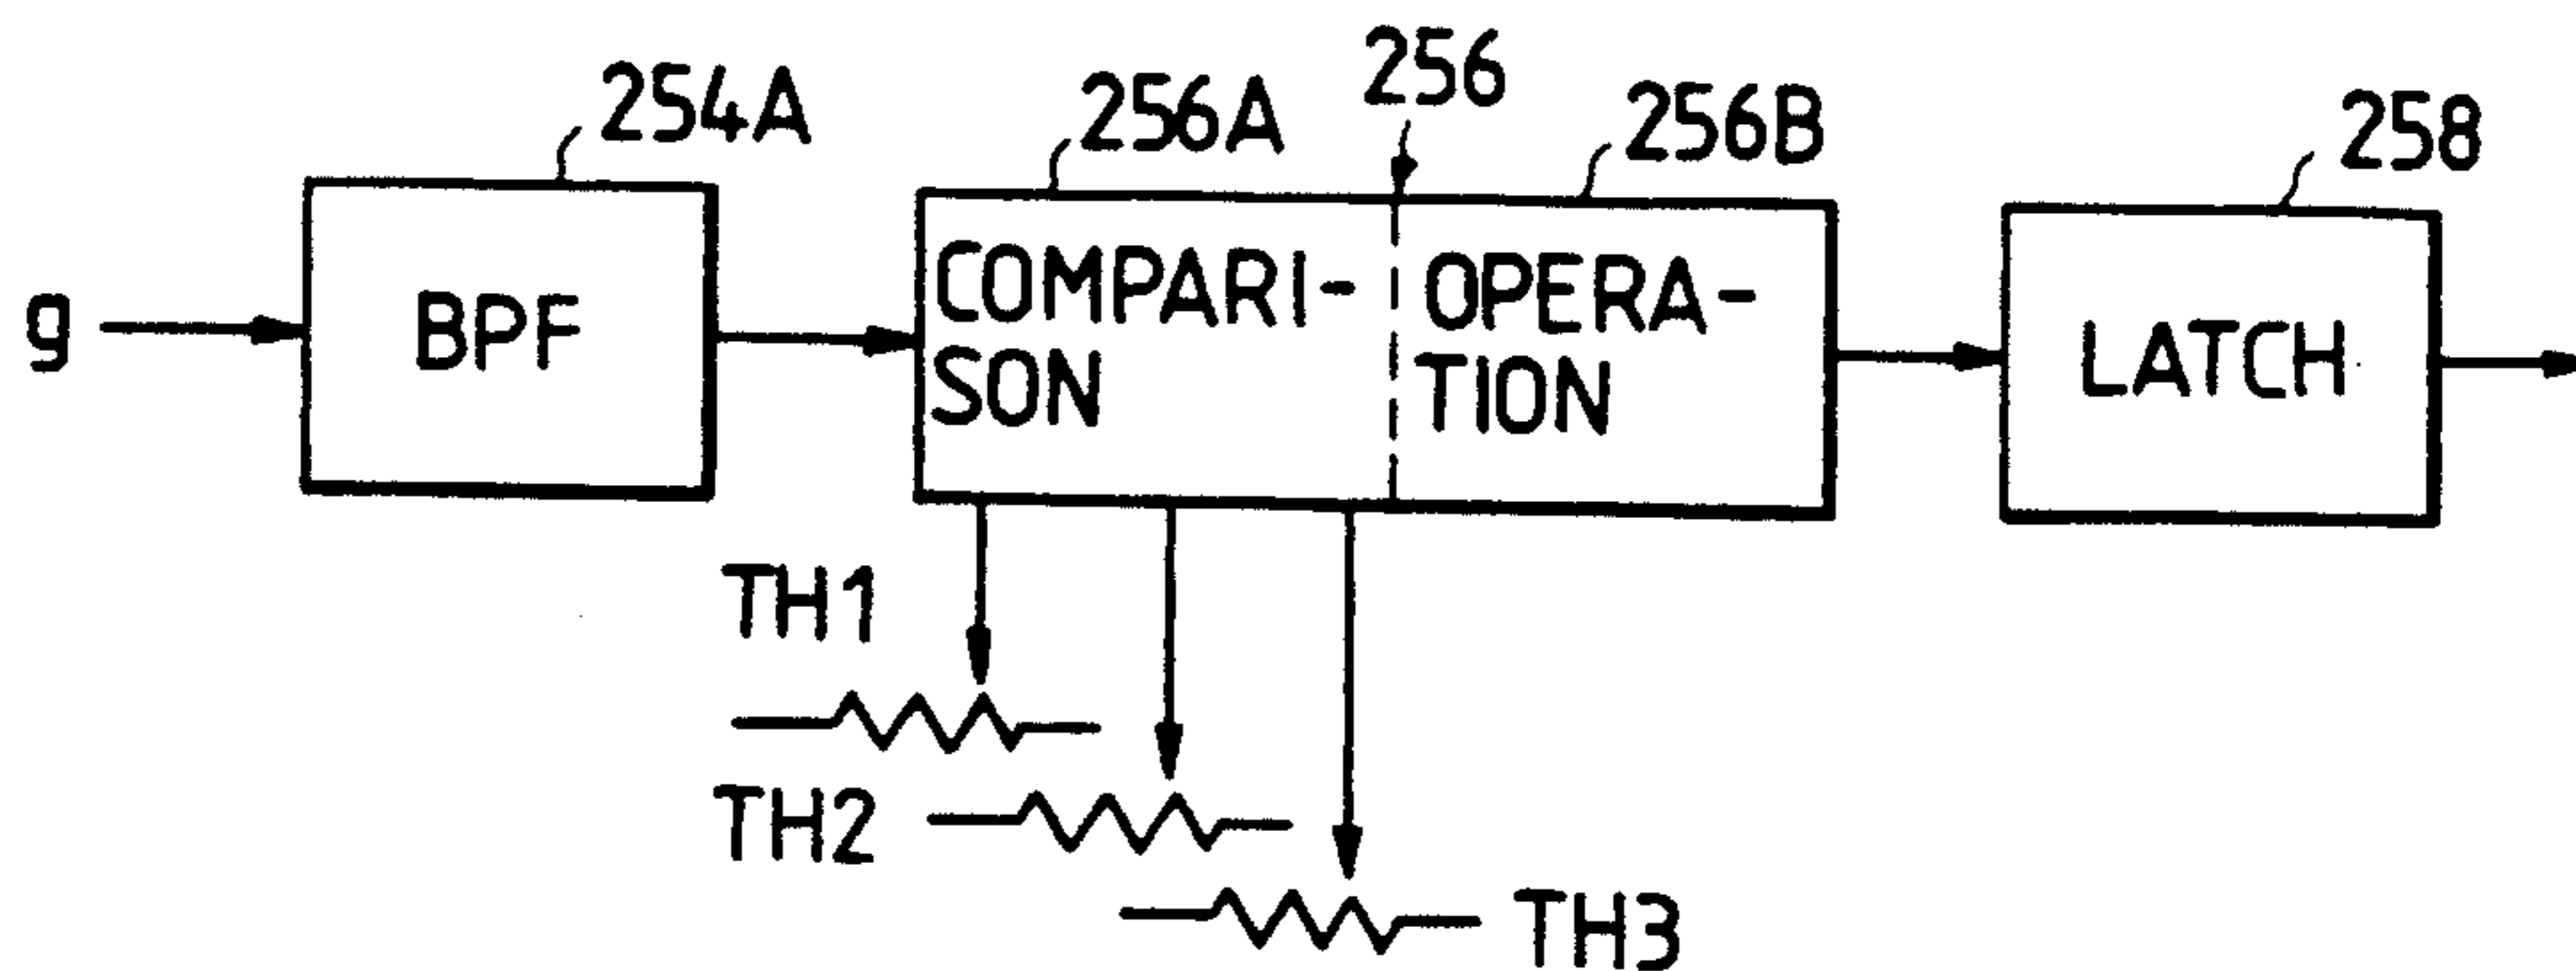 254A
256A
256
256B
258
g
BPF
COMPARI-
SON
OPERA-
TION
LATCH
TH1
TH2
TH3